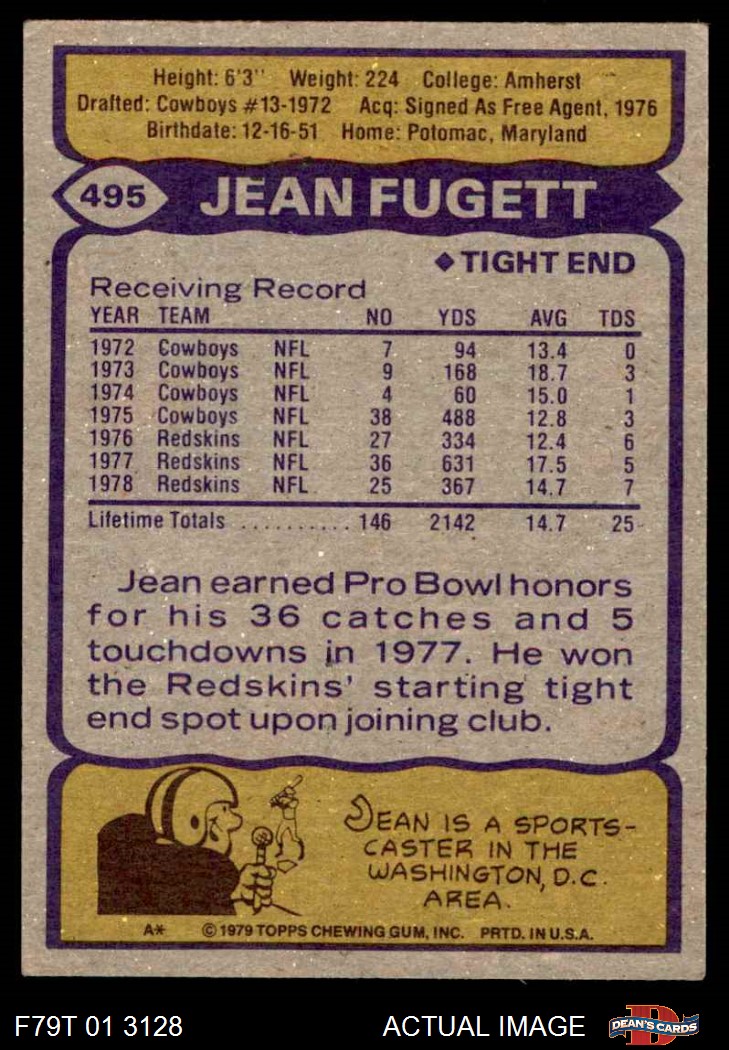 Height: 6'3" Weight: 224 College: Amherst
Drafted: Cowboys #13-1972 Acq: Signed As Free Agent, 1976
Birthdate: 12-16-51 Home: Potomac, Maryland
495 JEAN FUGETT
◆TIGHT END
Receiving Record
YEAR TEAM NO YDS AVG TDS
1972 Cowboys NFL 7 94 13.4 0
1973 Cowboys NFL 9 168 18.7 3
1974 Cowboys NFL 4 60 15.0 1
1975 Cowboys NFL 38 488 12.8 3
1976 Redskins NFL 27 334 12.4 6
1977 Redskins NFL 36 631 17.5 5
1978 Redskins NFL 25 367 14.7 7
Lifetime Totals .......... 146 2142 14.7 25
Jean earned Pro Bowl honors
for his 36 catches and 5
touchdowns in 1977. He won
the Redskins' starting tight
end spot upon joining club.
JEAN IS A SPORTS-
CASTER IN THE
WASHINGTON, D.C.
AREA.
A* ©1979 TOPPS CHEWING GUM, INC. PRTD. IN U.S.A.
F79T 01 3128 ACTUAL IMAGE D DEAN'S CARDS